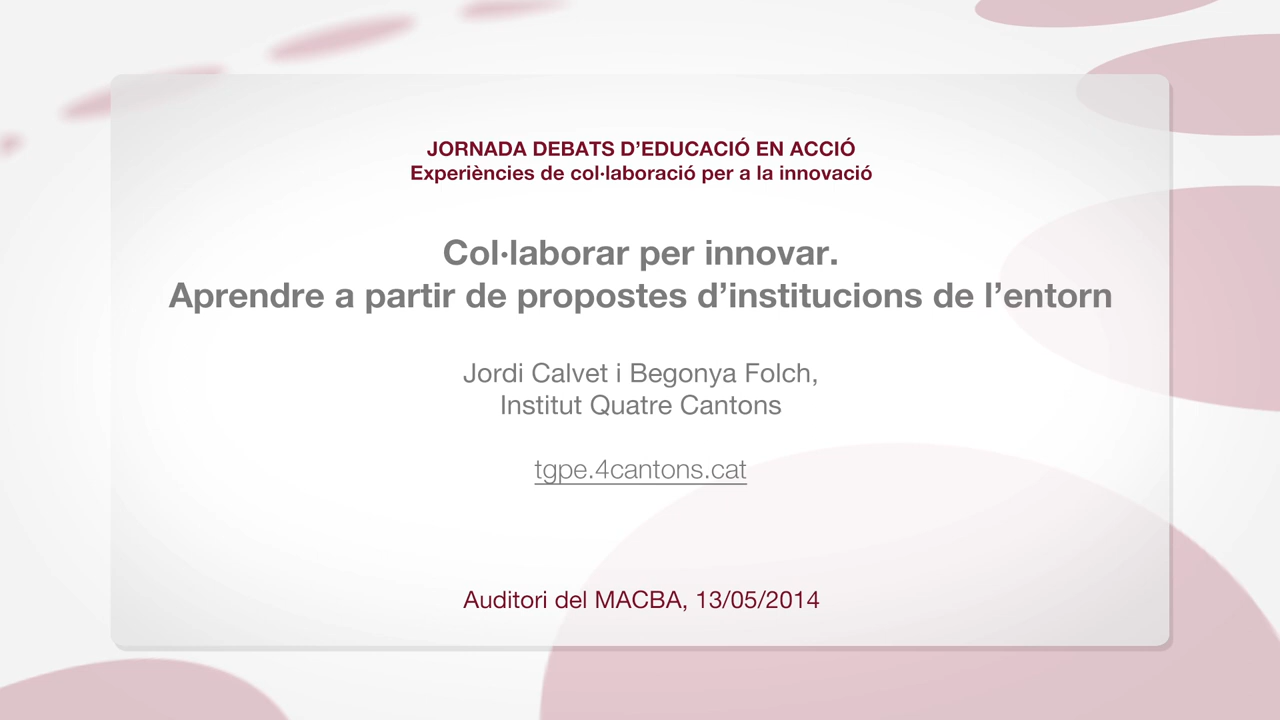 JORNADA DEBATS D’EDUCACIÓ EN ACCIÓ
Experiències de col·laboració per a la innovació
Col·laborar per innovar.
Aprendre a partir de propostes d’institucions de l’entorn
Jordi Calvet i Begonya Folch,
Institut Quatre Cantons
tgpe.4cantons.cat
Auditori del MACBA, 13/05/2014